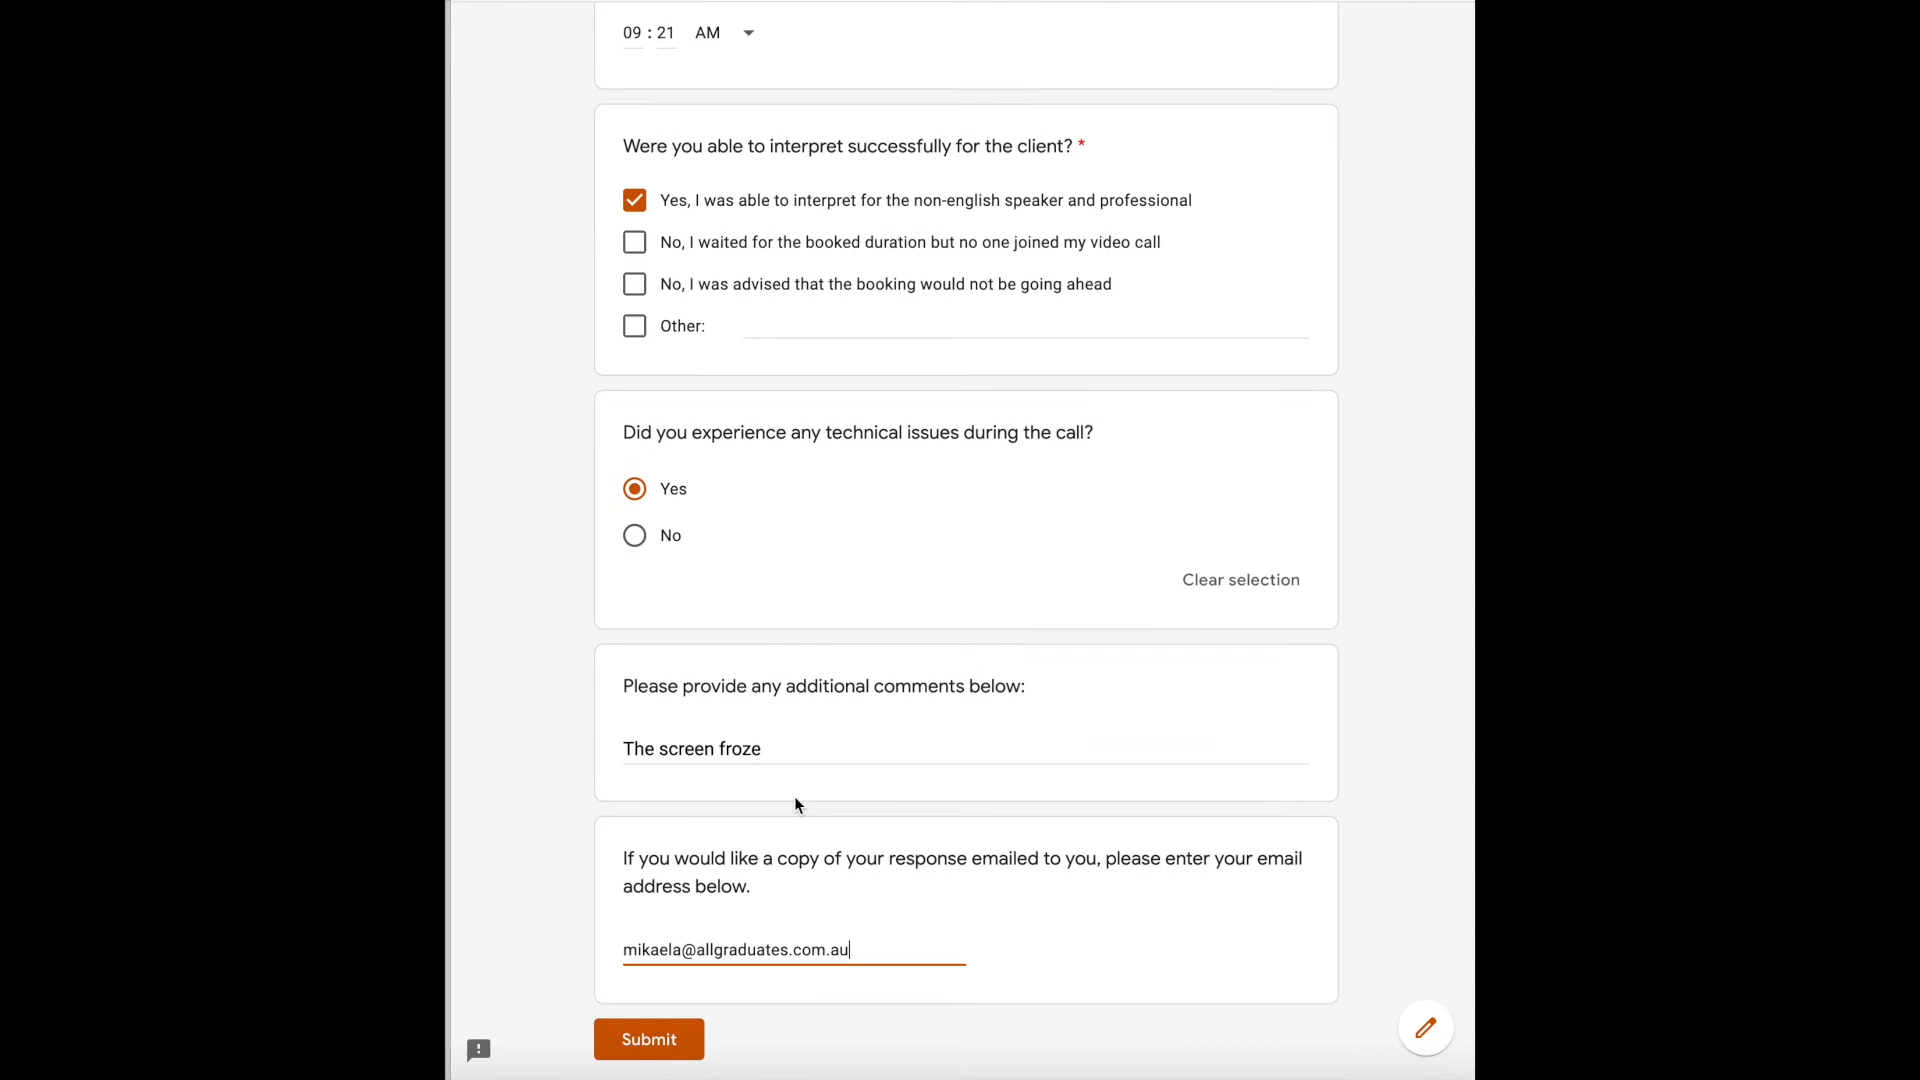 09 : 21 AM
Were you able to interpret successfully for the client? *
Yes, I was able to interpret for the non-english speaker and professional
No, I waited for the booked duration but no one joined my video call
No, I was advised that the booking would not be going ahead
Other:
Did you experience any technical issues during the call?
Yes
No
Clear selection
Please provide any additional comments below:
The screen froze
If you would like a copy of your response emailed to you, please enter your email
address below.
mikaela@allgraduates.com.au
Submit